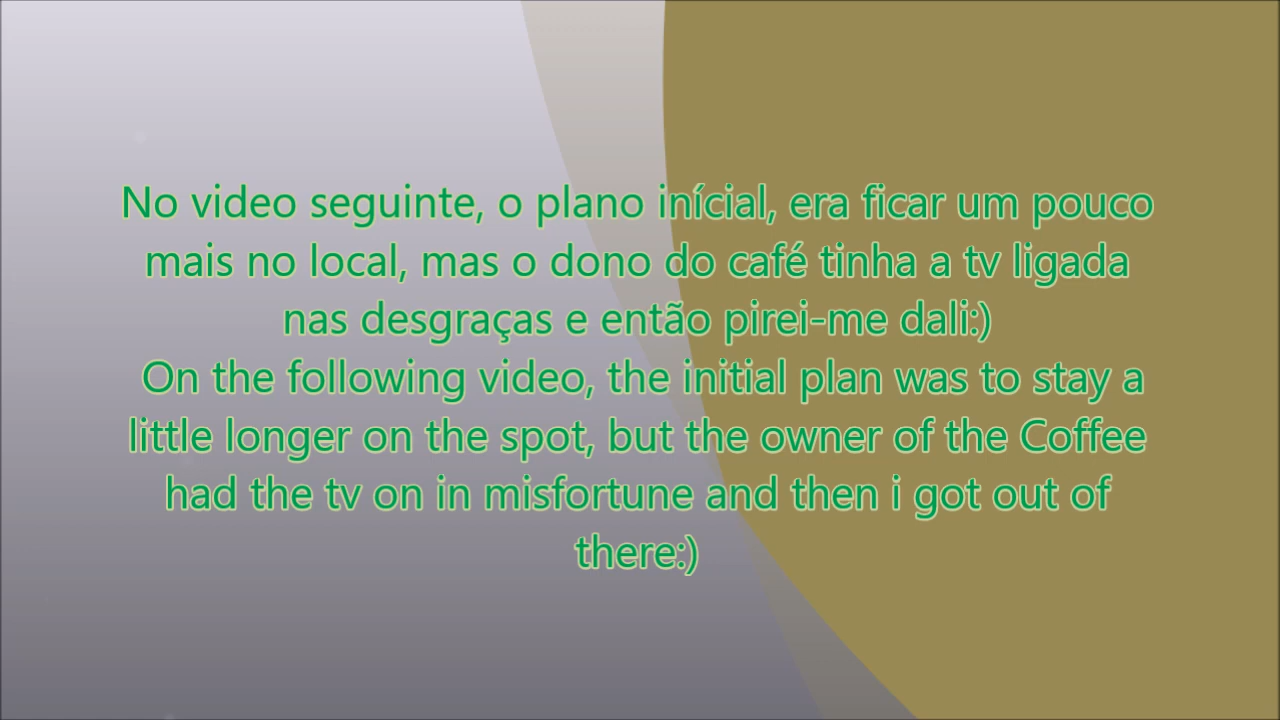 No video seguinte, o plano inícial, era ficar um pouco
mais no local, mas o dono do café tinha a tv ligada
nas desgraças e então pirei-me dali:)
On the following video, the initial plan was to stay a
little longer on the spot, but the owner of the Coffee
had the tv on in misfortune and then i got out of
there:)